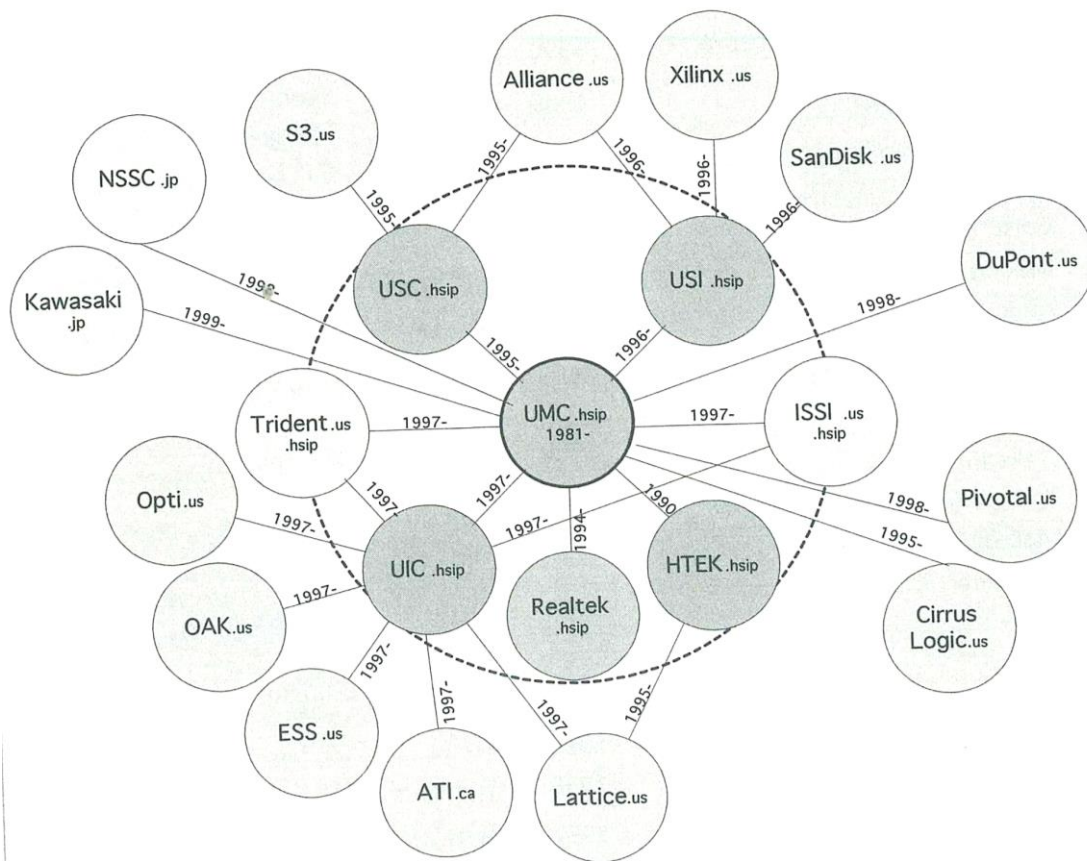 Alliance.us
Xilinx .us
S3.us
SanDisk .us
NSSC .jp
1995-
1996-
1996-
1995-
1996-
DuPont.us
USC .hsip
USI .hsip
Kawasaki
.jp
1999-
1998-
1995-
1996-
UMC .hsip
1981-
Trident.us
.hsip
1997-
1997-
ISSI .us
.hsip
Opti.us
1997-
1997-
1997-
1997-
1994-
1990
1998-
Pivotal.us
1995-
UIC .hsip
HTEK.hsip
OAK.us
1997-
Realtek
.hsip
Cirrus
Logic.us
1997-
1997-
1997-
1995-
ESS .us
ATI.ca
Lattice.us